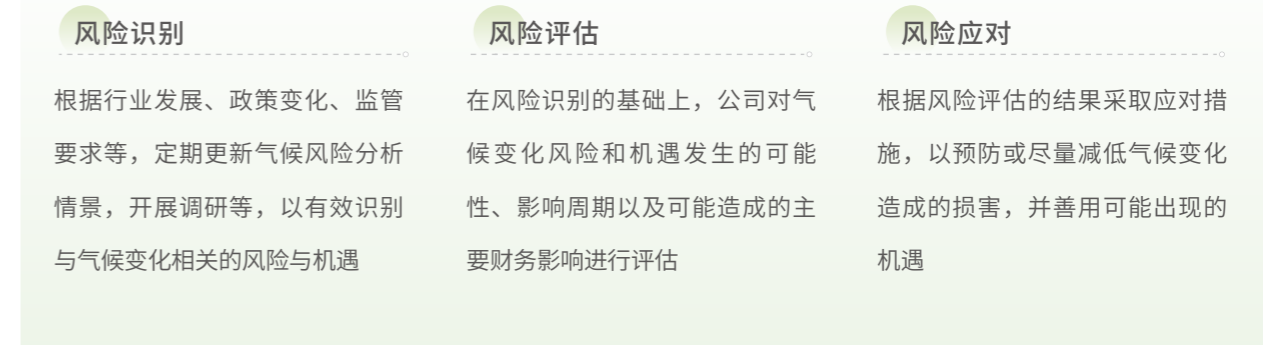 风险识别
根据行业发展、政策变化、监管
要求等，定期更新气候风险分析
情景，开展调研等，以有效识别
与气候变化相关的风险与机遇
风险评估
在风险识别的基础上，公司对气
候变化风险和机遇发生的可能
性、影响周期以及可能造成的主
要财务影响进行评估
风险应对
根据风险评估的结果采取应对措
施，以预防或尽量减低气候变化
造成的损害，并善用可能出现的
机遇